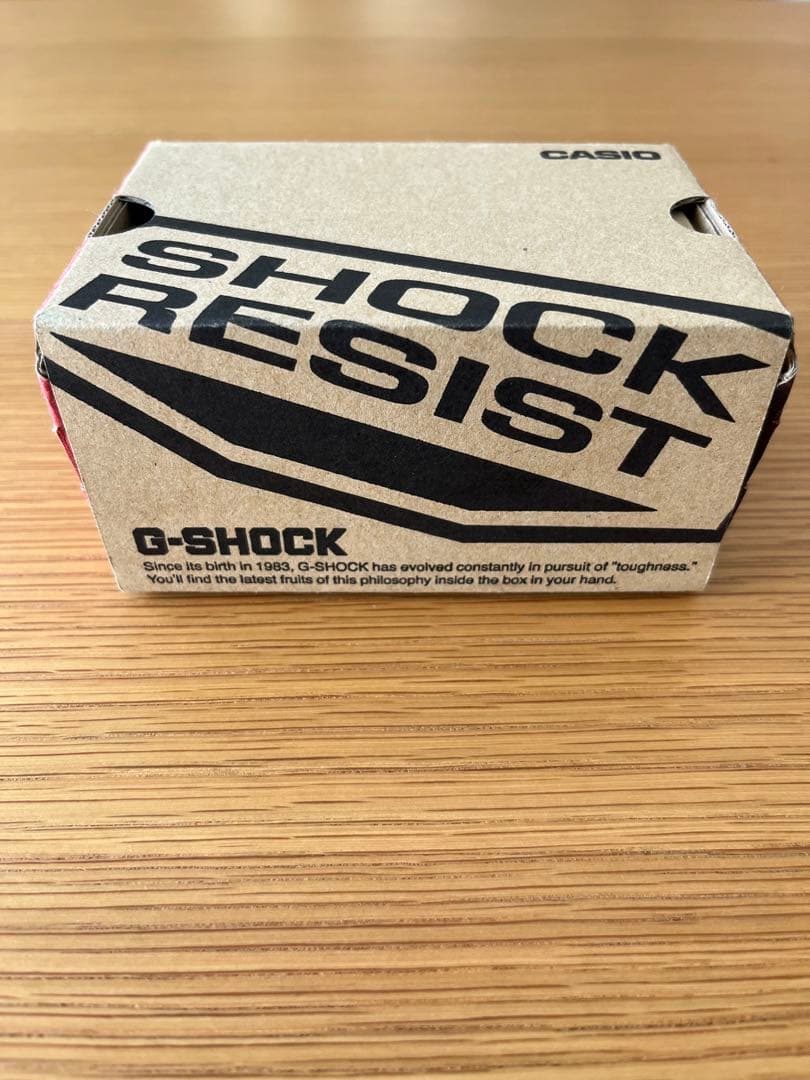 CASIO
SHOCK
RESIST
G-SHOCK
Since its birth in 1983, G-SHOCK has evolved constantly in pursuit of "toughness."
You'll find the latest fruits of this philosophy inside the box in your hand.